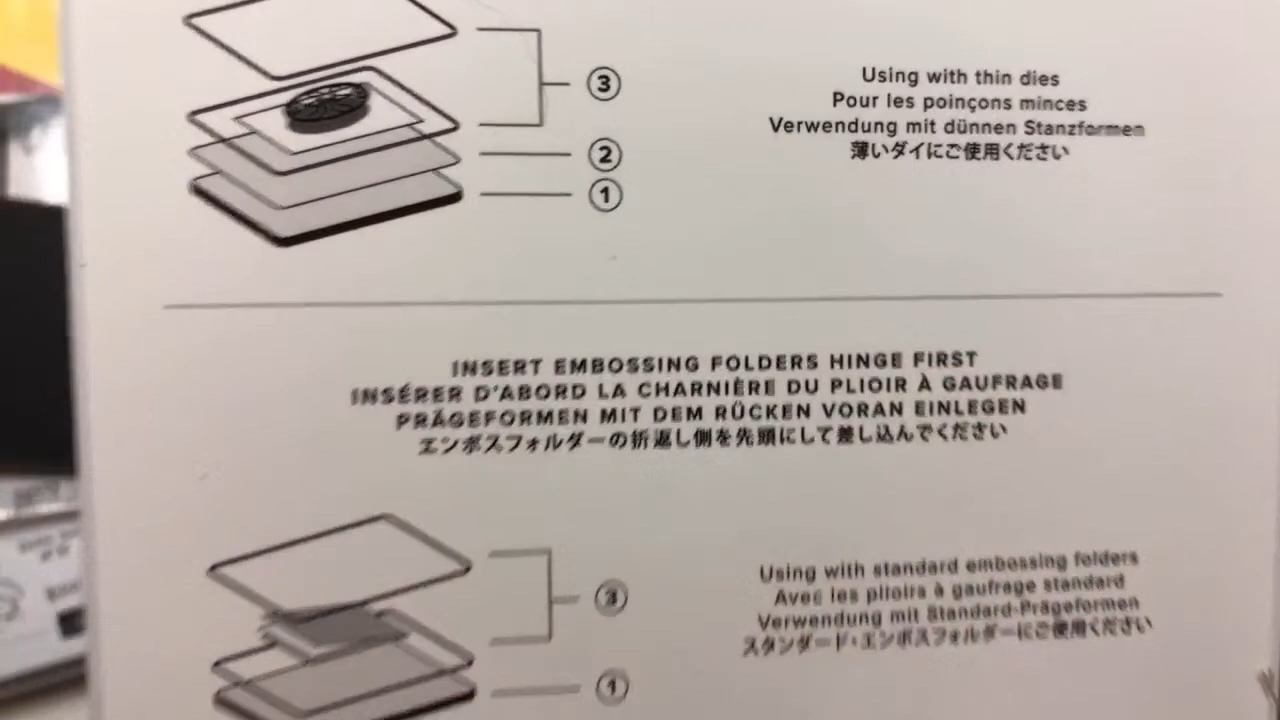 ③
②
①
Using with thin dies
Pour les poinçons minces
Verwendung mit dünnen Stanzformen
薄いダイにご使用ください
INSERT EMBOSSING FOLDERS HINGE FIRST
INSÉRER D'ABORD LA CHARNIÈRE DU PLIOIR À GAUFRAGE
PRÄGEFORMEN MIT DEM RÜCKEN VORAN EINLEGEN
エンボスフォルダーの折返し側を先頭にして差し込んでください
③
①
Using with standard embossing folders
Avec les plioirs à gaufrage standard
Verwendung mit Standard-Prägeformen
スタンダード・エンボスフォルダーにご使用ください